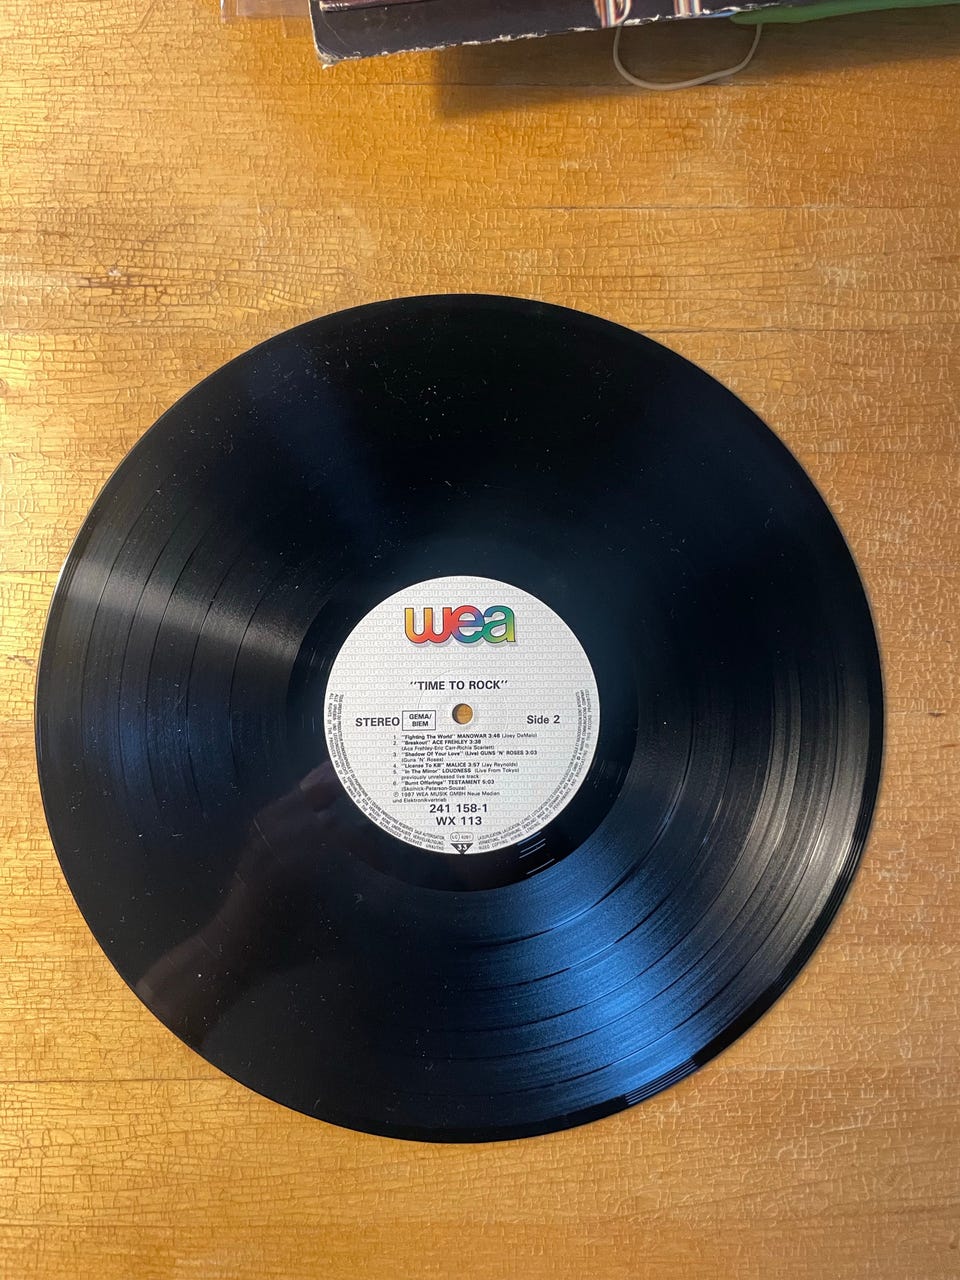 wea
"TIME TO ROCK"
STEREO GEMA/ BIEM Side 2
1. "Fighting The World" MANOWAR 3:46 (Joey DeMaio)
2. "Breakout" ACE FREHLEY 3:38
(Ace Frehley-Eric Carr-Richie Scarlett)
3. "Shadow Of Your Love" (Live) GUNS 'N' ROSES 3:03
(Guns 'N' Roses)
4. "License To Kill" MALICE 3:57 (Jay Reynolds)
5. "In The Mirror" LOUDNESS (Live From Tokyo)
previously unreleased live track
6. "Burnt Offerings" TESTAMENT 5:03
(Skolnick-Peterson-Souza)
℗ 1987 WEA MUSIK GMBH Neue Medien
und Elektronikvertrieb
241 158-1
WX 113
LC
33